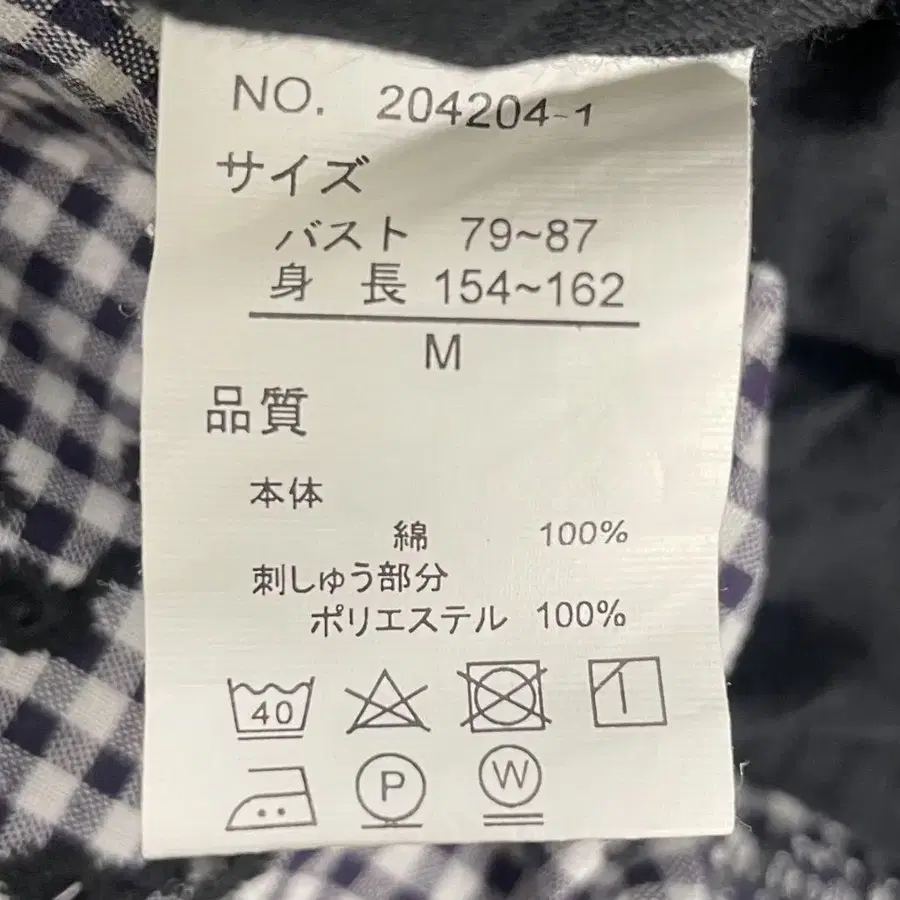 NO. 204204-1
サイズ
バスト 79~87
身 長 154~162
M
品質
本体
綿 100%
刺しゅう部分
ポリエステル 100%
40
P W